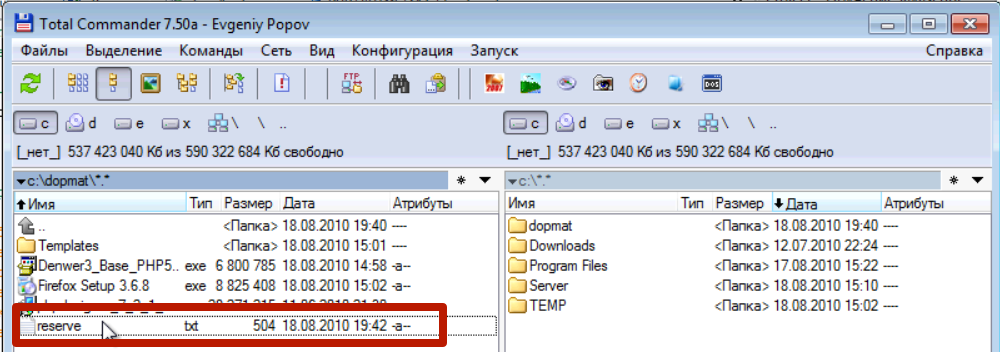 Total Commander 7.50a - Evgeniy Popov
Файлы Выделение Команды Сеть Вид Конфигурация Запуск Справка
FTP 2007 DOS
c d e x \ \ .. c d e x \ \ ..
[_нет_] 537 423 040 Кб из 590 322 684 Кб свободно [_нет_] 537 423 040 Кб из 590 322 684 Кб свободно
c:\dopmat\*.* * c:\*.* *
Имя Тип Размер Дата Атрибуты Имя Тип Размер Дата Атрибуты
.. <Папка> 18.08.2010 19:40 ---- dopmat <Папка> 18.08.2010 19:40 ----
Templates <Папка> 18.08.2010 15:01 ---- Downloads <Папка> 12.07.2010 22:24 ----
Denwer3_Base_PHP5.. exe 6 800 785 18.08.2010 14:58 -a-- Program Files <Папка> 17.08.2010 15:22 ----
Firefox Setup 3.6.8 exe 8 825 408 18.08.2010 15:02 -a-- Server <Папка> 18.08.2010 15:10 ----
TEMP <Папка> 18.08.2010 15:02 ----
reserve txt 504 18.08.2010 19:42 -a--